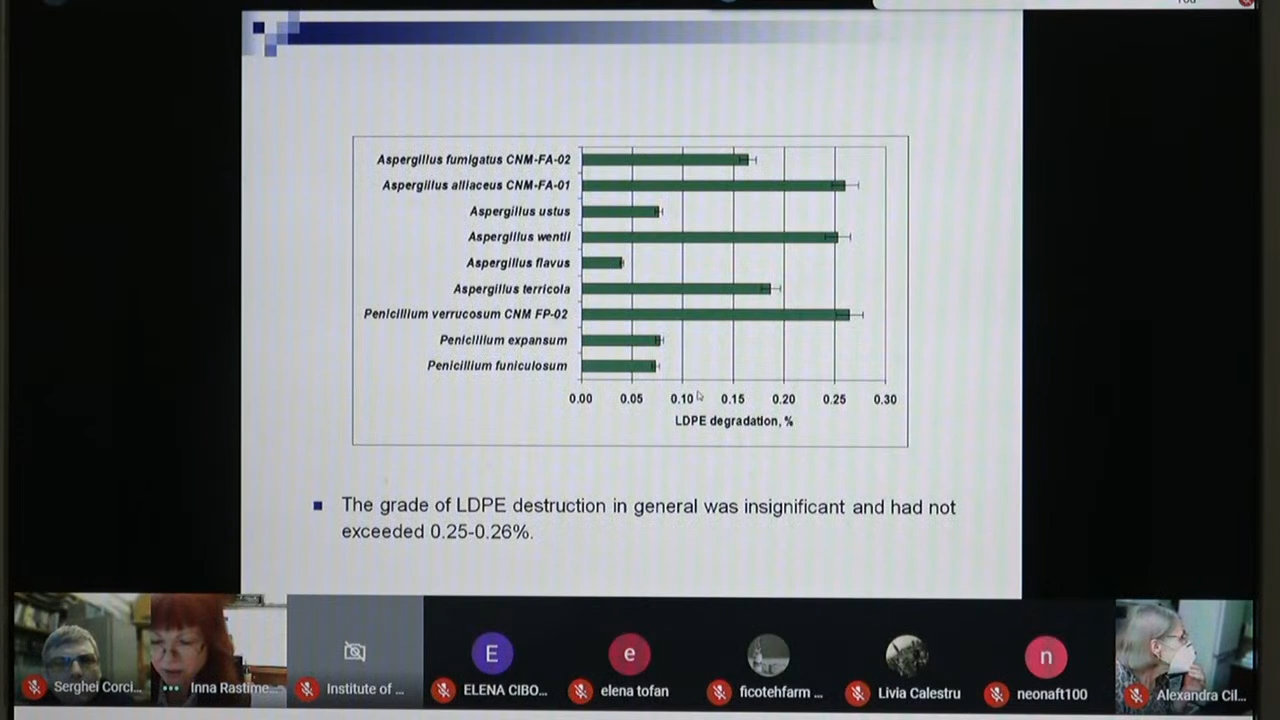 You
Aspergillus fumigatus CNM-FA-02
Aspergillus alliaceus CNM-FA-01
Aspergillus ustus
Aspergillus wentii
Aspergillus flavus
Aspergillus terricola
Penicillium verrucosum CNM FP-02
Penicillium expansum
Penicillium funiculosum
0.00 0.05 0.10 0.15 0.20 0.25 0.30
LDPE degradation, %
The grade of LDPE destruction in general was insignificant and had not
exceeded 0.25-0.26%.
E e n
Serghei Corci... Inna Rastime... Institute of ... ELENA CIBO... elena tofan ficotehfarm ... Livia Calestru neonaft100 Alexandra Cil...